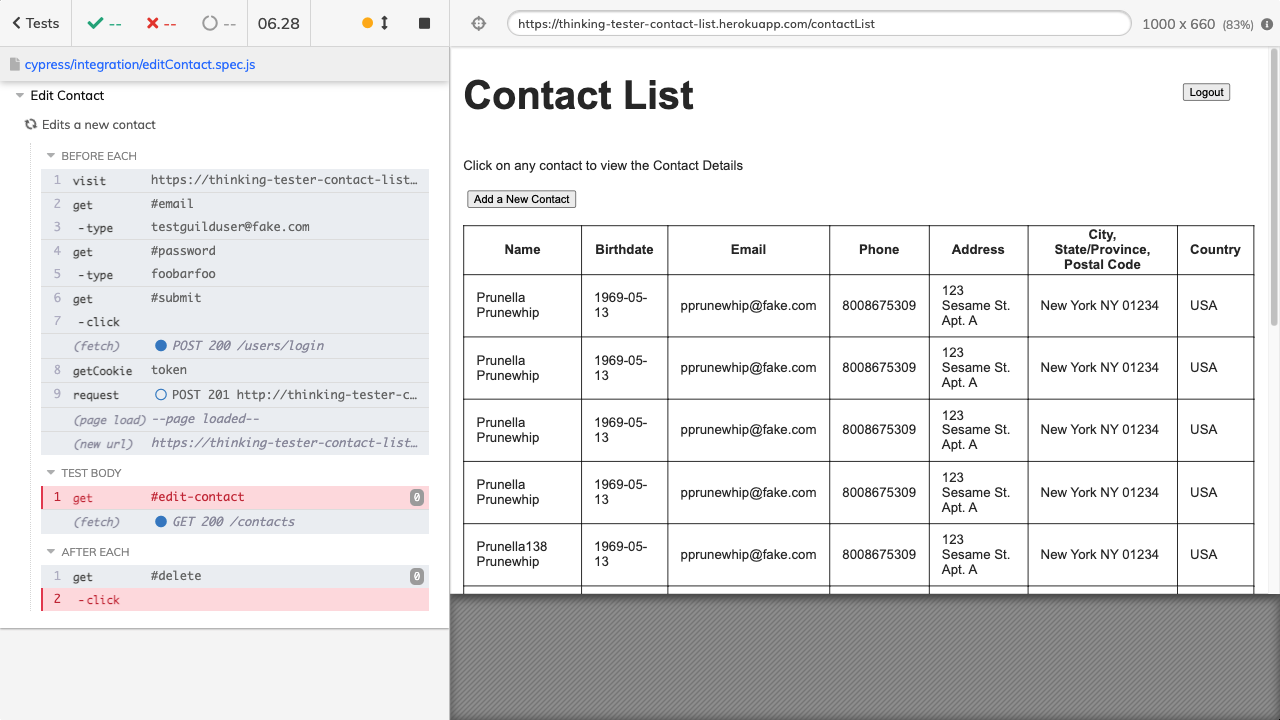 Tests
--
--
--
06.28
https://thinking-tester-contact-list.herokuapp.com/contactList
1000 x 660 (83%)
cypress/integration/editContact.spec.js
Edit Contact
Edits a new contact
BEFORE EACH
1 visit https://thinking-tester-contact-list…
2 get #email
3 -type testguilduser@fake.com
4 get #password
5 -type foobarfoo
6 get #submit
7 -click
(fetch) POST 200 /users/login
8 getCookie token
9 request POST 201 http://thinking-tester-c…
(page load) --page loaded--
(new url) https://thinking-tester-contact-list…
TEST BODY
1 get #edit-contact 0
(fetch) GET 200 /contacts
AFTER EACH
1 get #delete 0
2 -click
Contact List
Logout
Click on any contact to view the Contact Details
Add a New Contact
Name Birthdate Email Phone Address City, State/Province, Postal Code Country
Prunella Prunewhip 1969-05-13 pprunewhip@fake.com 8008675309 123 Sesame St. Apt. A New York NY 01234 USA
Prunella Prunewhip 1969-05-13 pprunewhip@fake.com 8008675309 123 Sesame St. Apt. A New York NY 01234 USA
Prunella Prunewhip 1969-05-13 pprunewhip@fake.com 8008675309 123 Sesame St. Apt. A New York NY 01234 USA
Prunella Prunewhip 1969-05-13 pprunewhip@fake.com 8008675309 123 Sesame St. Apt. A New York NY 01234 USA
Prunella138 Prunewhip 1969-05-13 pprunewhip@fake.com 8008675309 123 Sesame St. Apt. A New York NY 01234 USA